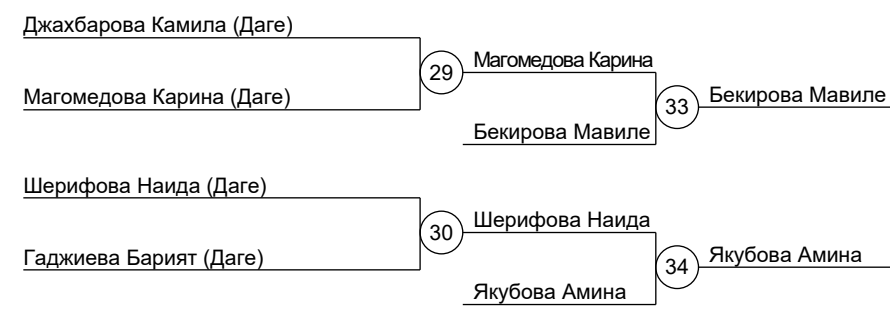 Джахбарова Камила (Даге)
29
Магомедова Карина
Магомедова Карина (Даге)
33
Бекирова Мавиле
Бекирова Мавиле
Шерифова Наида (Даге)
30
Шерифова Наида
Гаджиева Барият (Даге)
34
Якубова Амина
Якубова Амина